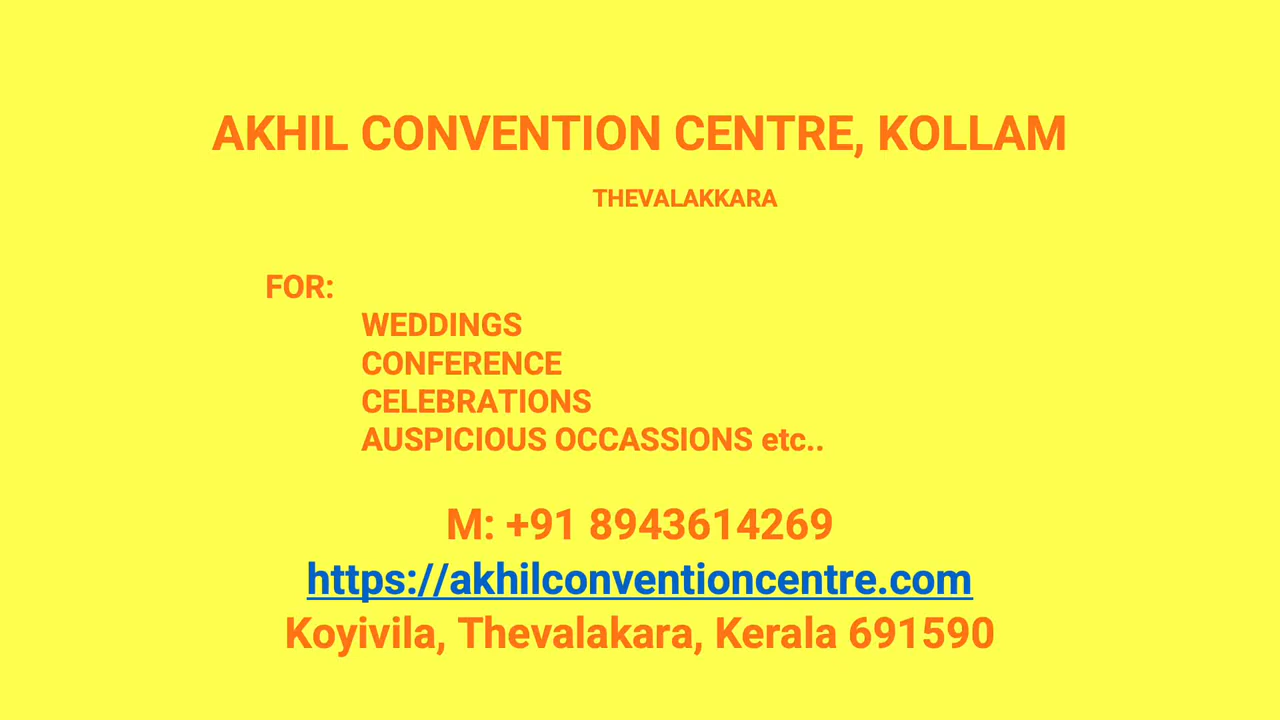 AKHIL CONVENTION CENTRE, KOLLAM
THEVALAKKARA
FOR:
WEDDINGS
CONFERENCE
CELEBRATIONS
AUSPICIOUS OCCASSIONS etc..
M: +91 8943614269
https://akhilconventioncentre.com
Koyivila, Thevalakara, Kerala 691590